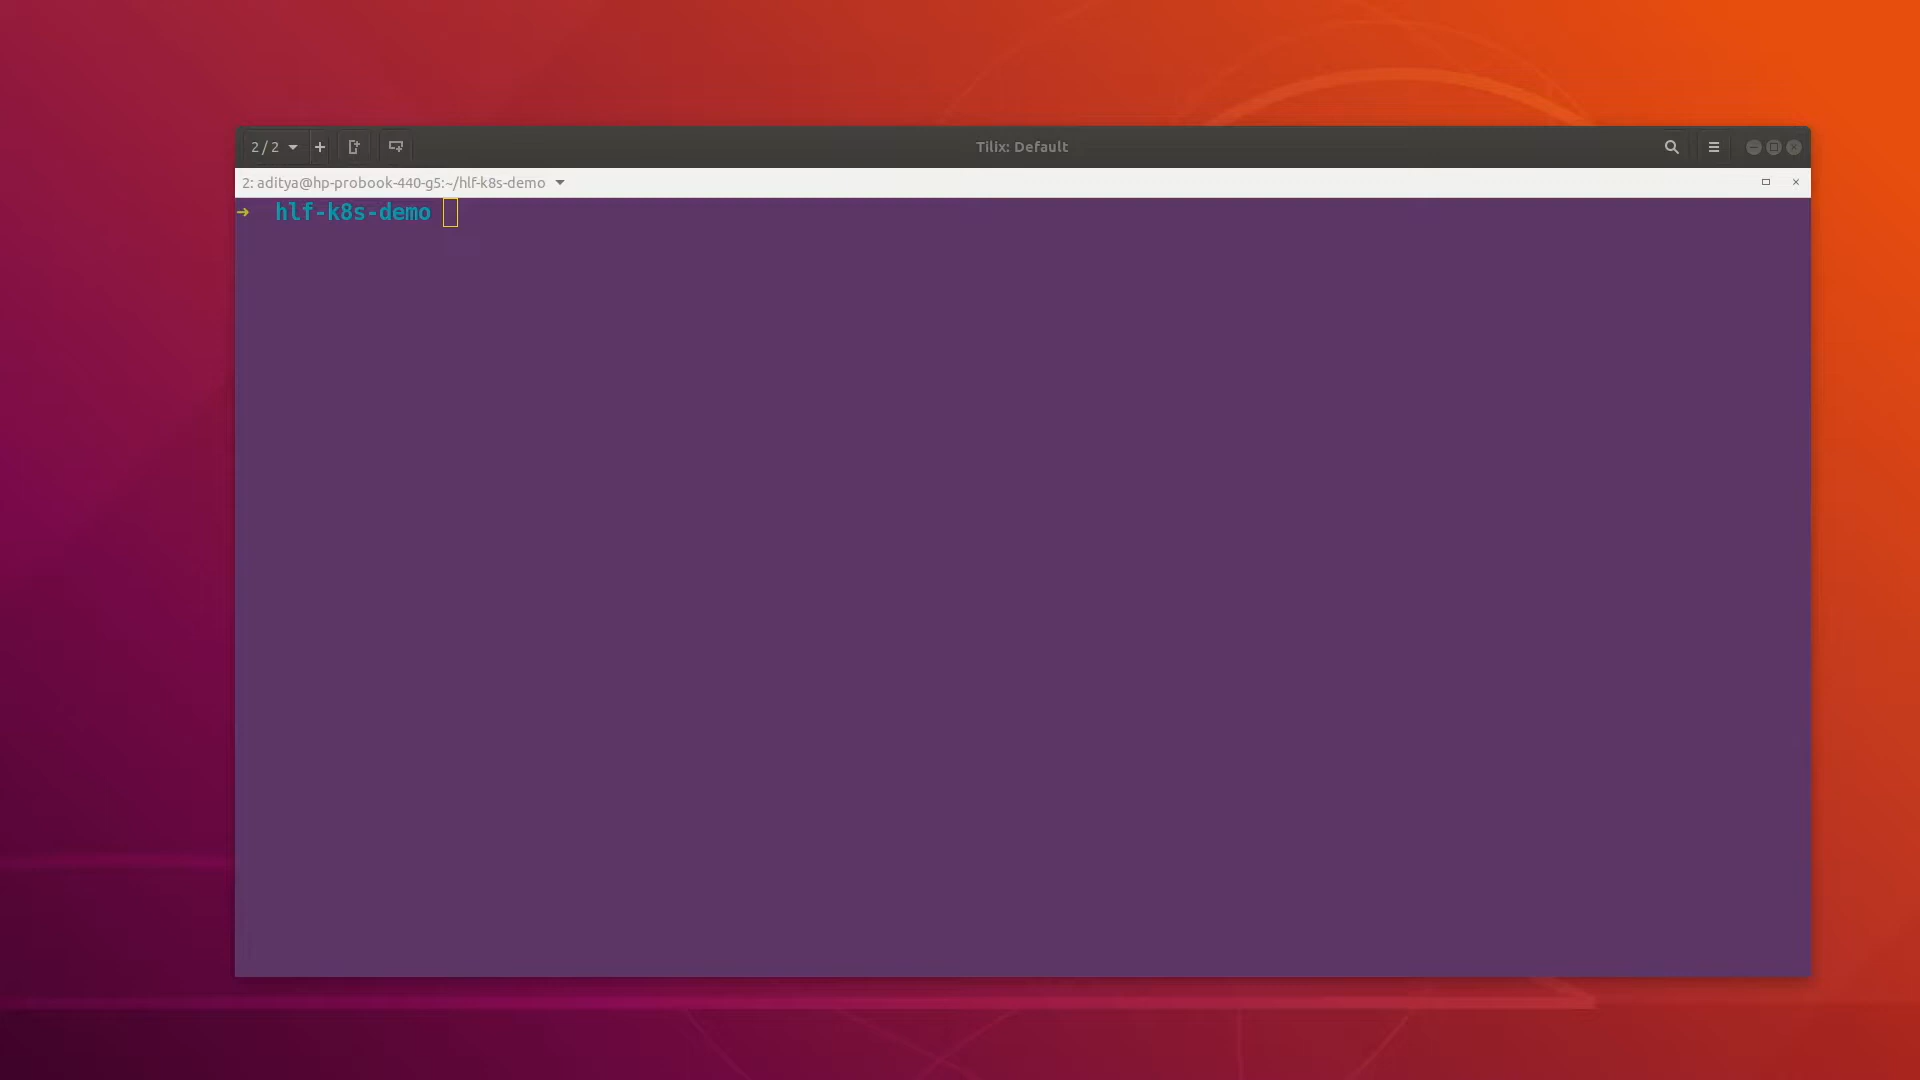 2 / 2
Tilix: Default
2: aditya@hp-probook-440-g5:~/hlf-k8s-demo
➜ hlf-k8s-demo